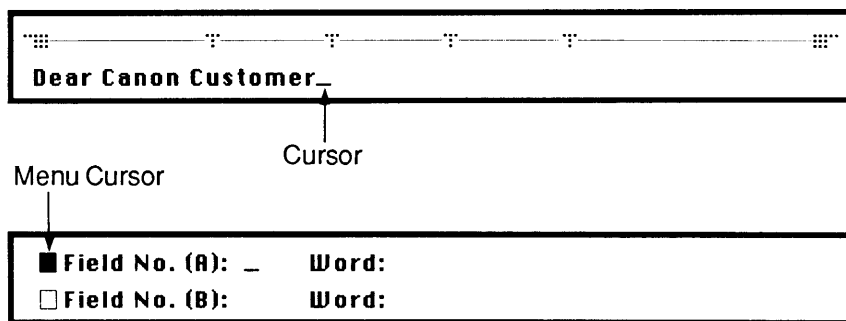 Dear Canon Customer_
Cursor
Menu Cursor
■ Field No. (A): _ Word:
□ Field No. (B): Word: